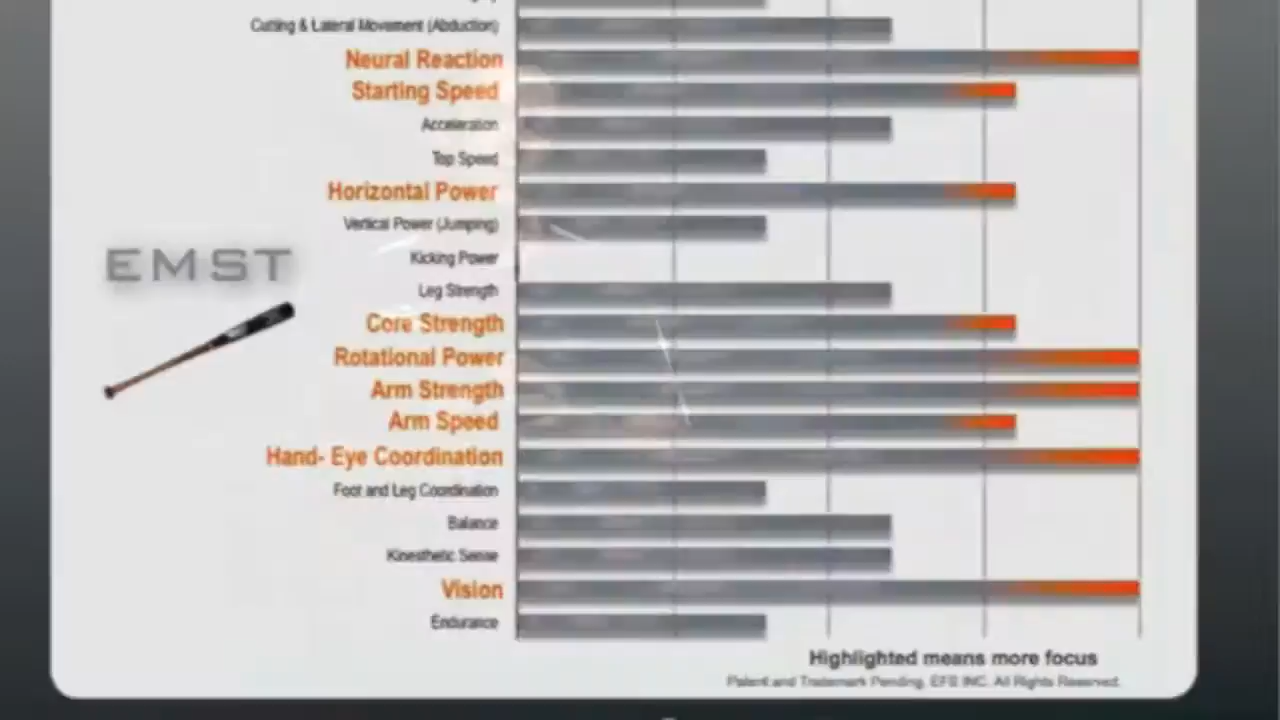 Cutting & Lateral Movement (Abduction)
Neural Reaction
Starting Speed
Acceleration
Top Speed
Horizontal Power
Vertical Power (Jumping)
EMST
Kicking Power
Leg Strength
Core Strength
Rotational Power
Arm Strength
Arm Speed
Hand- Eye Coordination
Foot and Leg Coordination
Balance
Kinesthetic Sense
Vision
Endurance
Highlighted means more focus
Patent and Trademark Pending, EFS INC. All Rights Reserved.